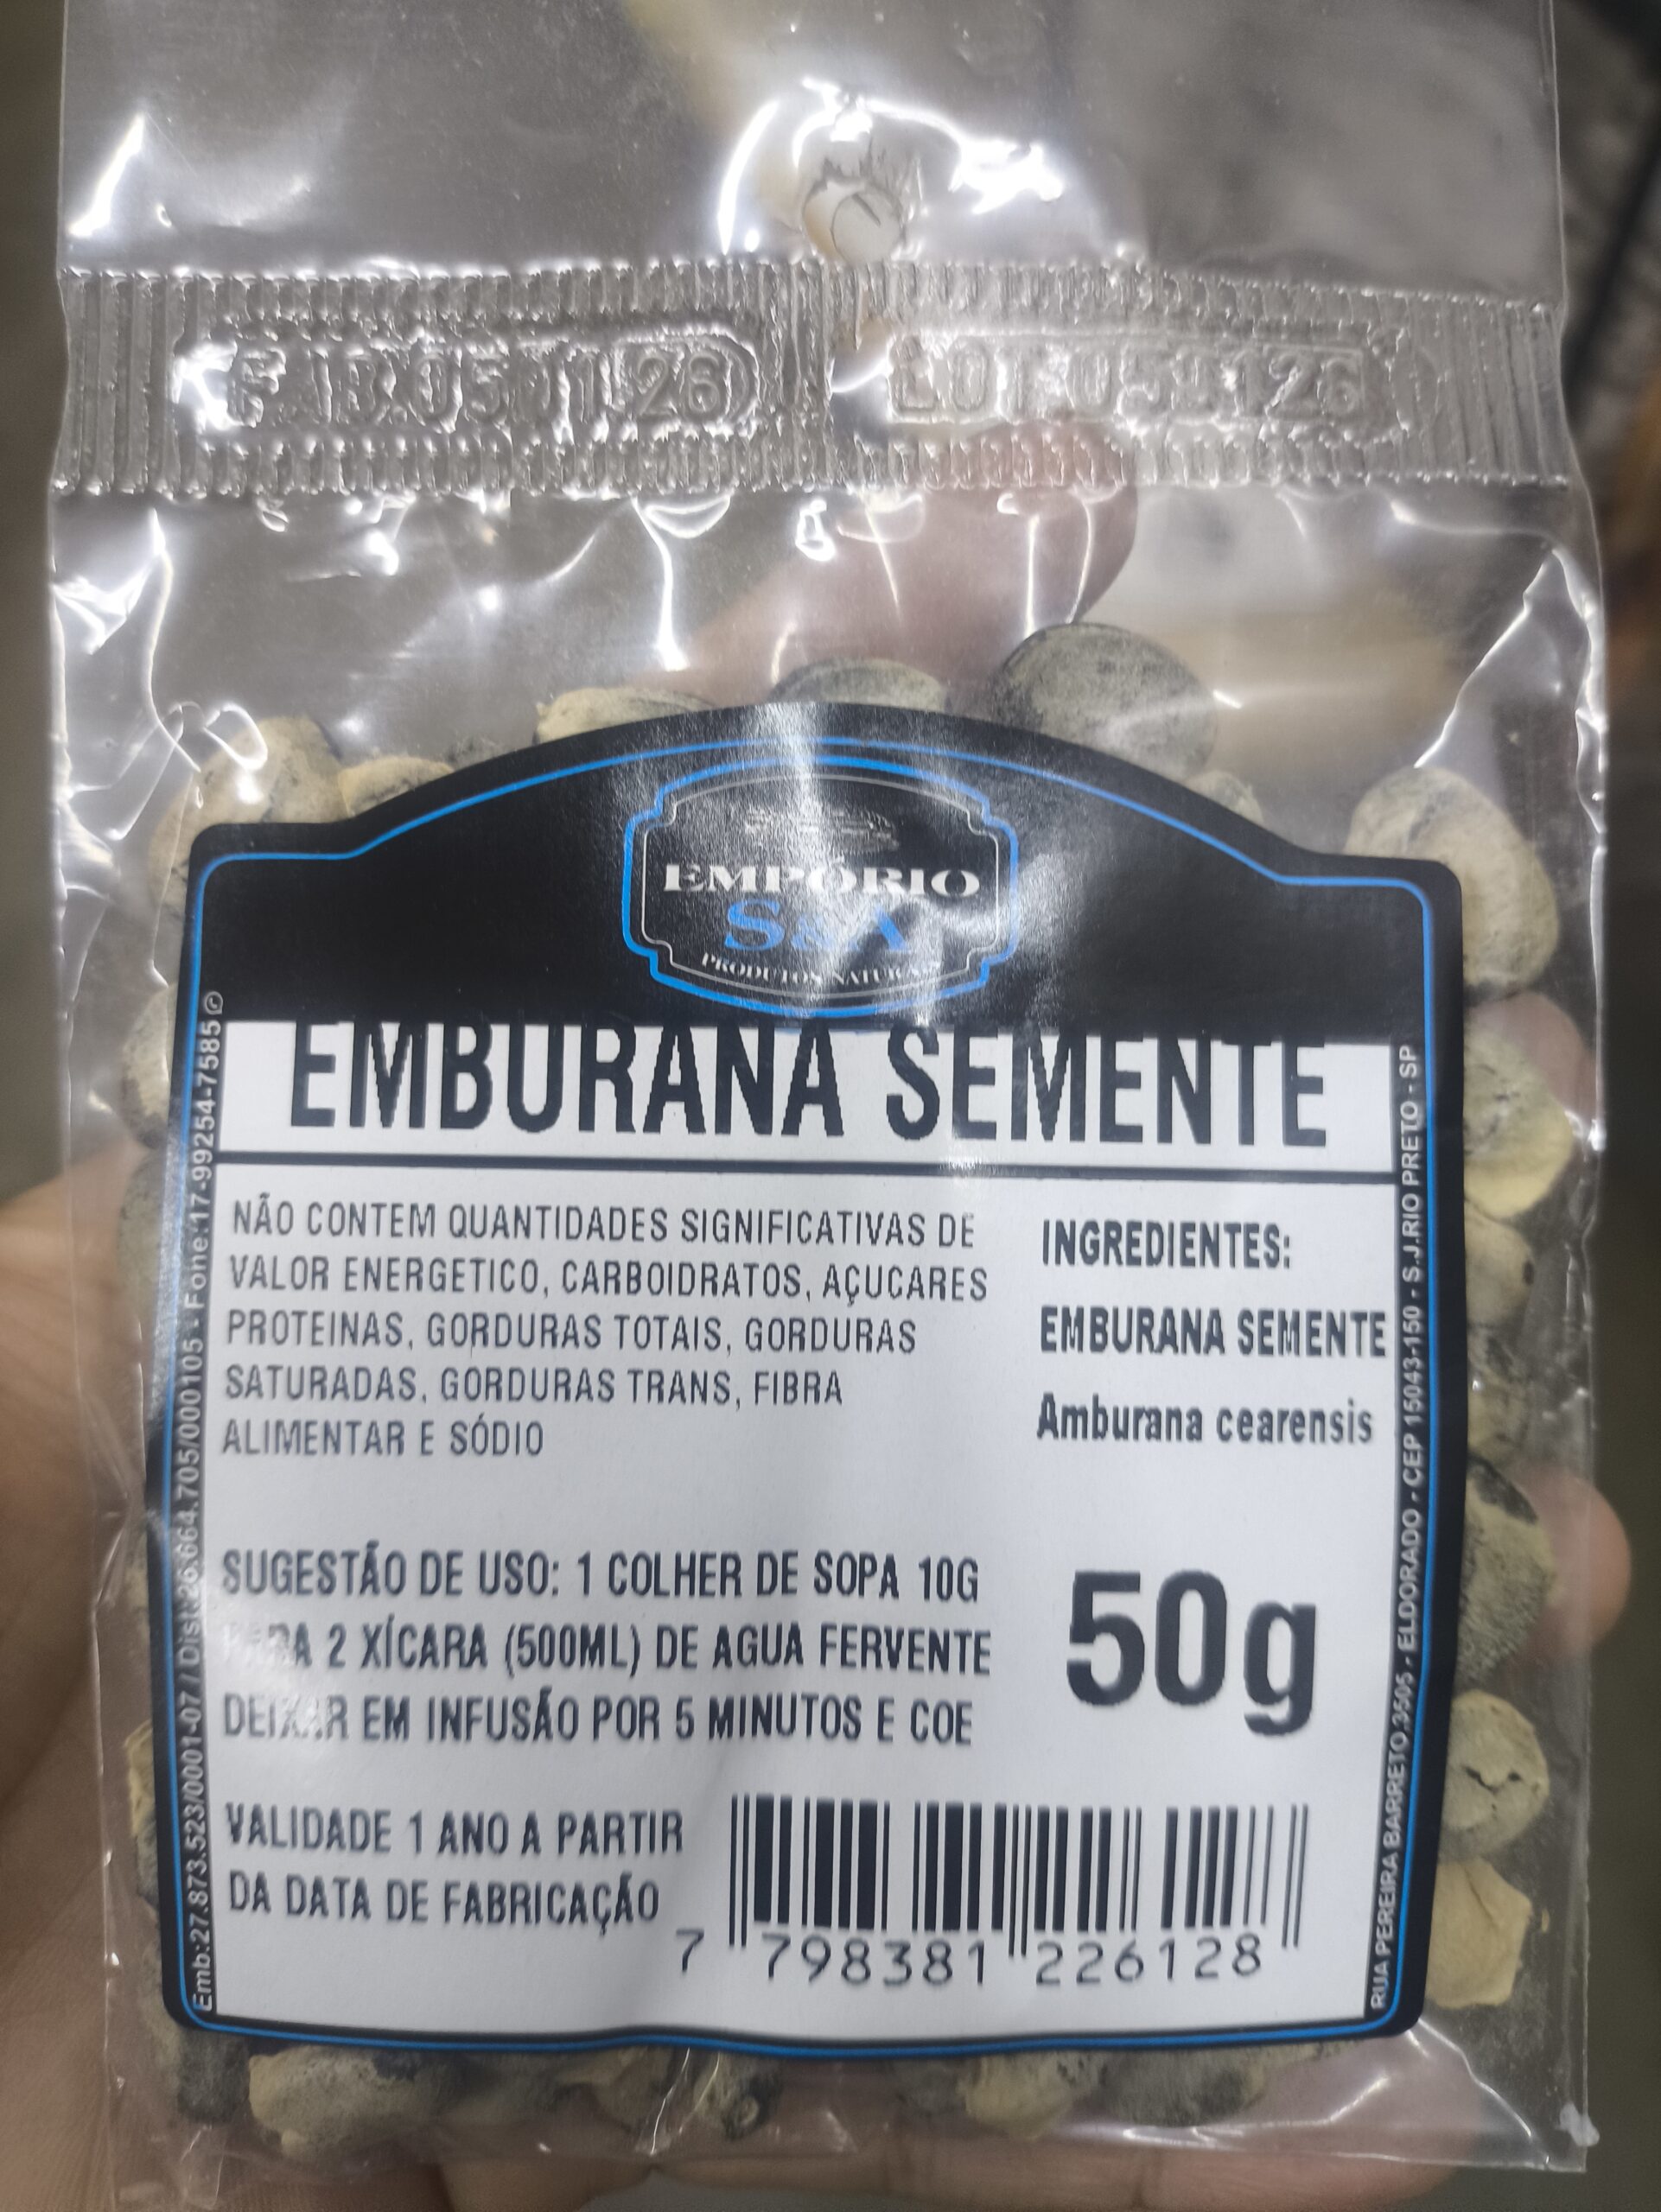 FAB.05 01.26
LOT.050126
EMPÓRIO
S&X
PRODUTOS NATURAIS
EMBURANA SEMENTE
NÃO CONTEM QUANTIDADES SIGNIFICATIVAS DE
VALOR ENERGETICO, CARBOIDRATOS, AÇUCARES
PROTEINAS, GORDURAS TOTAIS, GORDURAS
SATURADAS, GORDURAS TRANS, FIBRA
ALIMENTAR E SÓDIO
INGREDIENTES:
EMBURANA SEMENTE
Amburana cearensis
SUGESTÃO DE USO: 1 COLHER DE SOPA 10G
PARA 2 XÍCARA (500ML) DE AGUA FERVENTE
DEIXAR EM INFUSÃO POR 5 MINUTOS E COE
50g
VALIDADE 1 ANO A PARTIR
DA DATA DE FABRICAÇÃO
7 798381 226128
Emb:27.873.523/0001-07 / Dist:26.664.705/000105 - Fone:17-99254-7585
RUA PEREIRA BARRETO,3505 - ELDORADO - CEP 15043-150 - S.J.RIO PRETO - SP